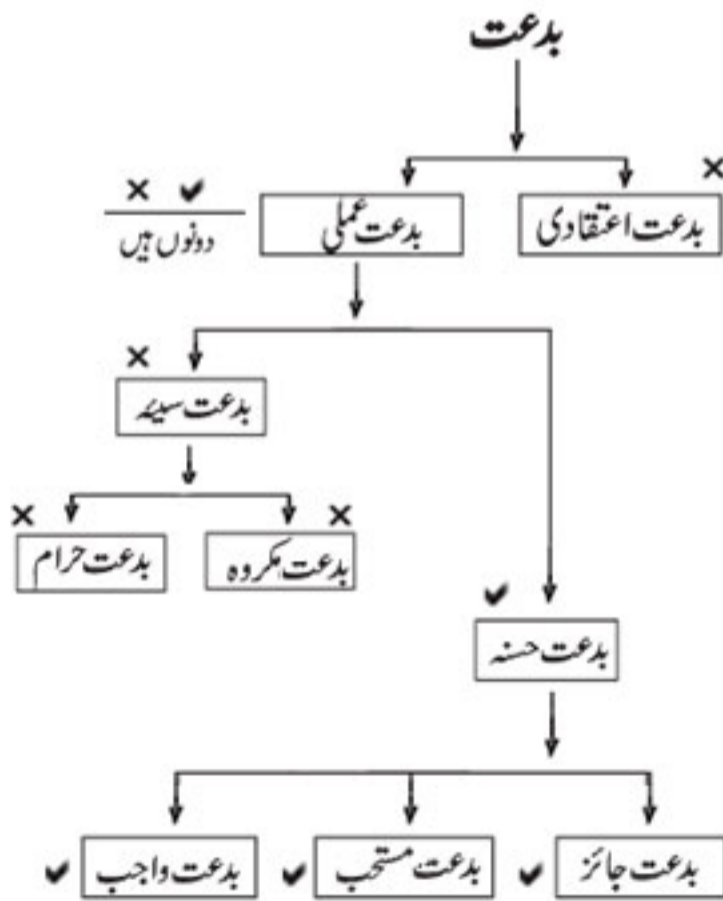 بدعت
بدعت اعتقادی
بدعت عملی
دونوں ہیں
بدعت سیئہ
بدعت مکروہ
بدعت حرام
بدعت حسنہ
بدعت جائز
بدعت مستحب
بدعت واجب